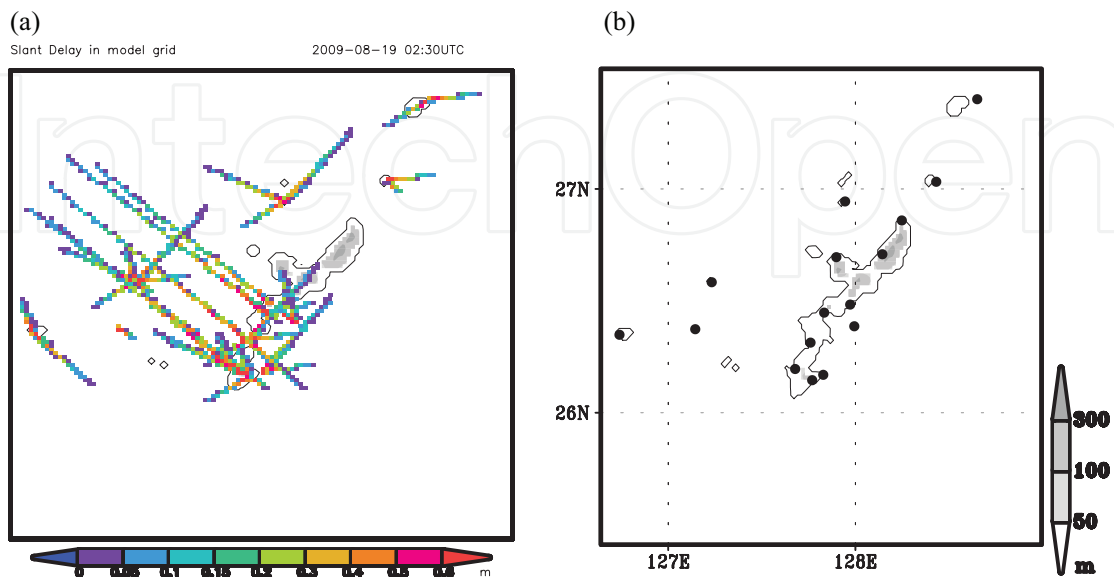 (a)
(b)
Slant Delay in model grid 2009-08-19 02:30UTC
IntechOpen
27N
26N
127E 128E
300
100
50
m
0 0.05 0.1 0.15 0.2 0.3 0.4 0.5 0.6 m